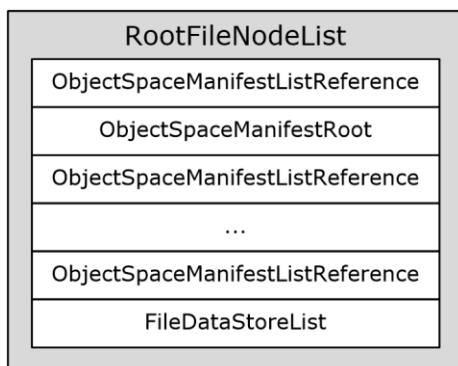 RootFileNodeList
ObjectSpaceManifestListReference
ObjectSpaceManifestRoot
ObjectSpaceManifestListReference
...
ObjectSpaceManifestListReference
FileDataStoreList